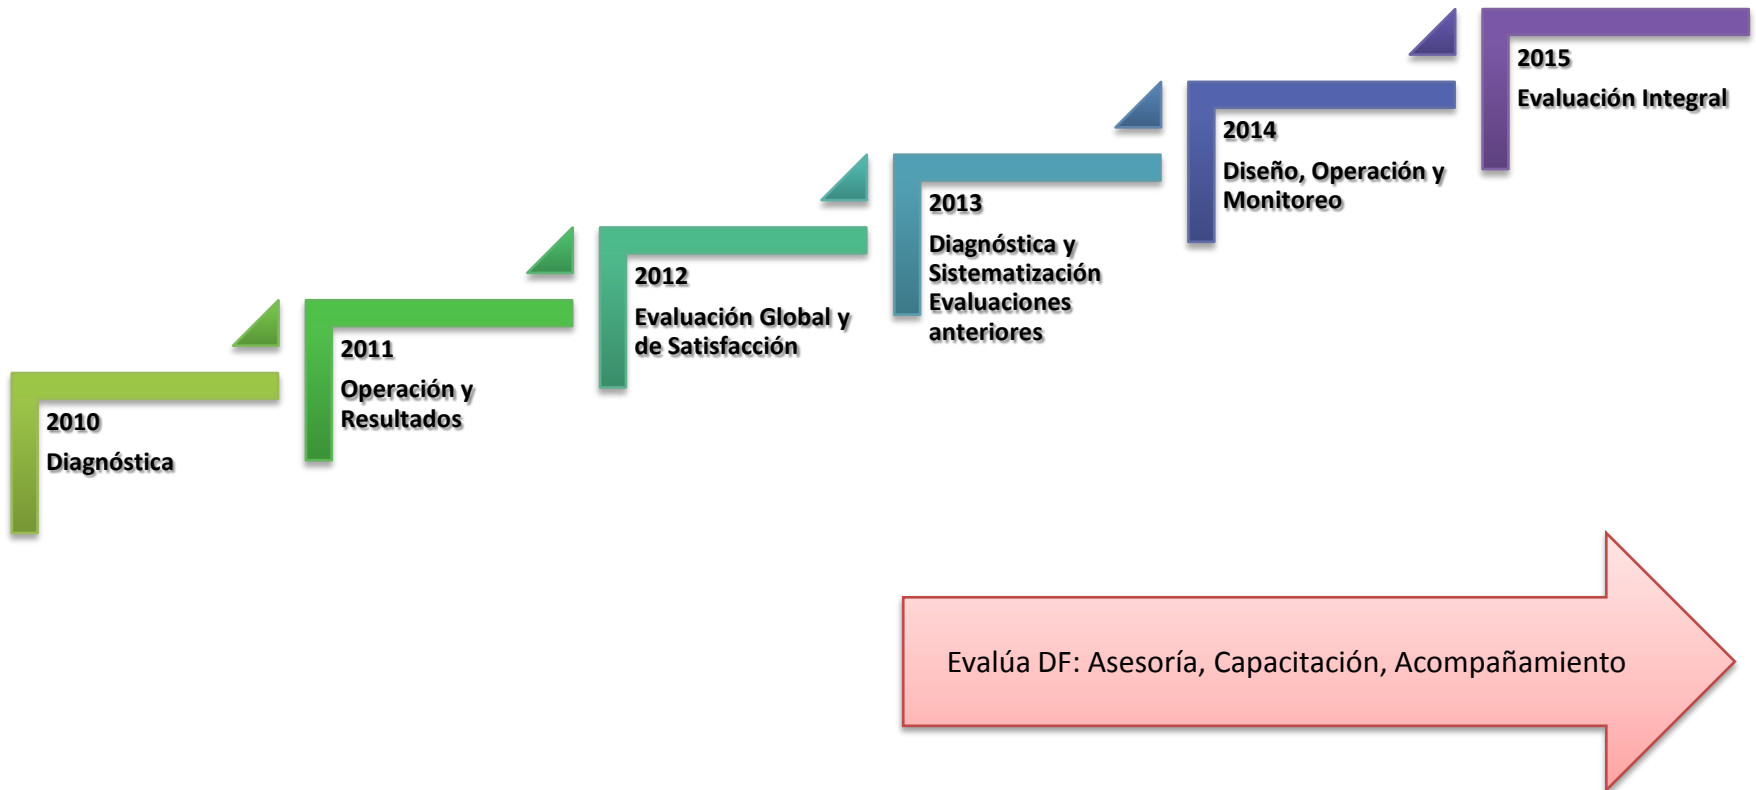 2010
Diagnóstica
2011
Operación y
Resultados
2012
Evaluación Global y
de Satisfacción
2013
Diagnóstica y
Sistematización
Evaluaciones
anteriores
2014
Diseño, Operación y
Monitoreo
2015
Evaluación Integral
Evalúa DF: Asesoría, Capacitación, Acompañamiento